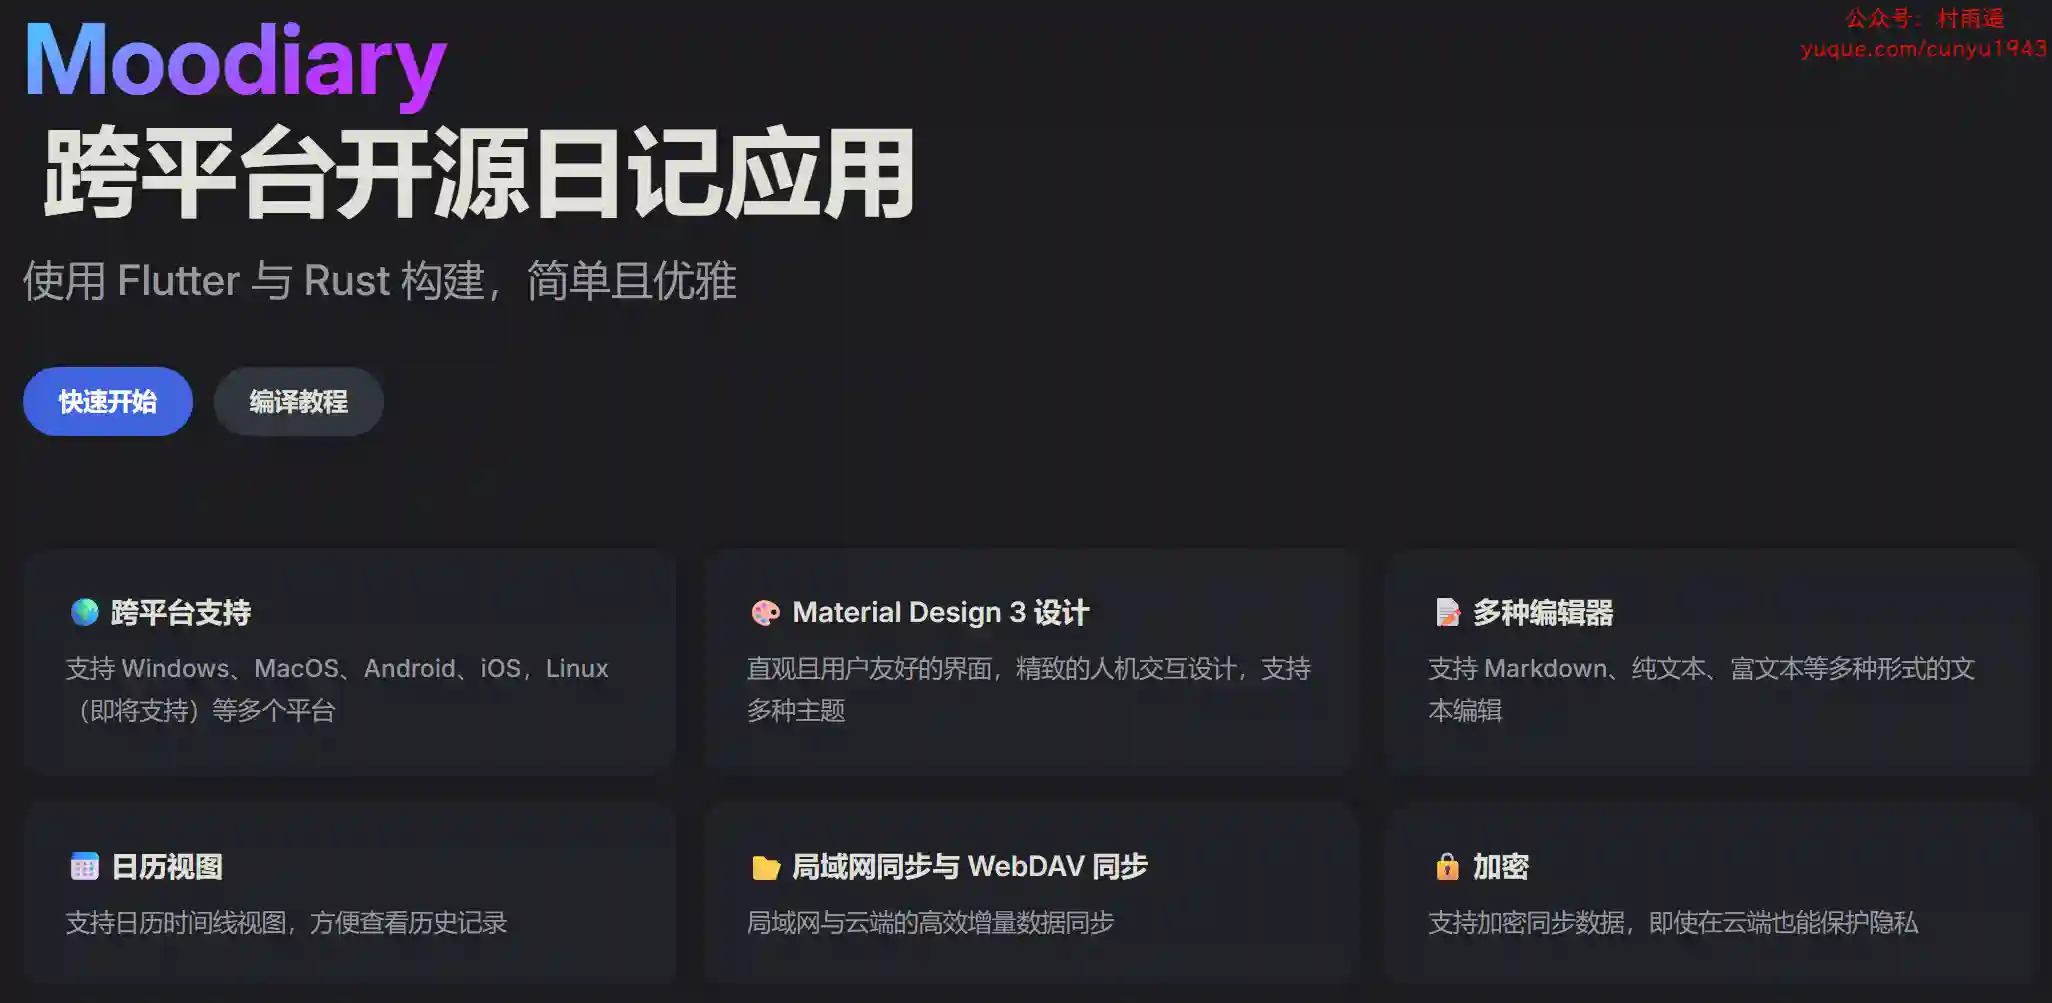 公众号：村雨遥
yuque.com/cunyu1943
Moodiary
跨平台开源日记应用
使用 Flutter 与 Rust 构建，简单且优雅
快速开始
编译教程
跨平台支持
支持 Windows、MacOS、Android、iOS，Linux
（即将支持）等多个平台
Material Design 3 设计
直观且用户友好的界面，精致的人机交互设计，支持
多种主题
多种编辑器
支持 Markdown、纯文本、富文本等多种形式的文
本编辑
日历视图
支持日历时间线视图，方便查看历史记录
局域网同步与 WebDAV 同步
局域网与云端的高效增量数据同步
加密
支持加密同步数据，即使在云端也能保护隐私